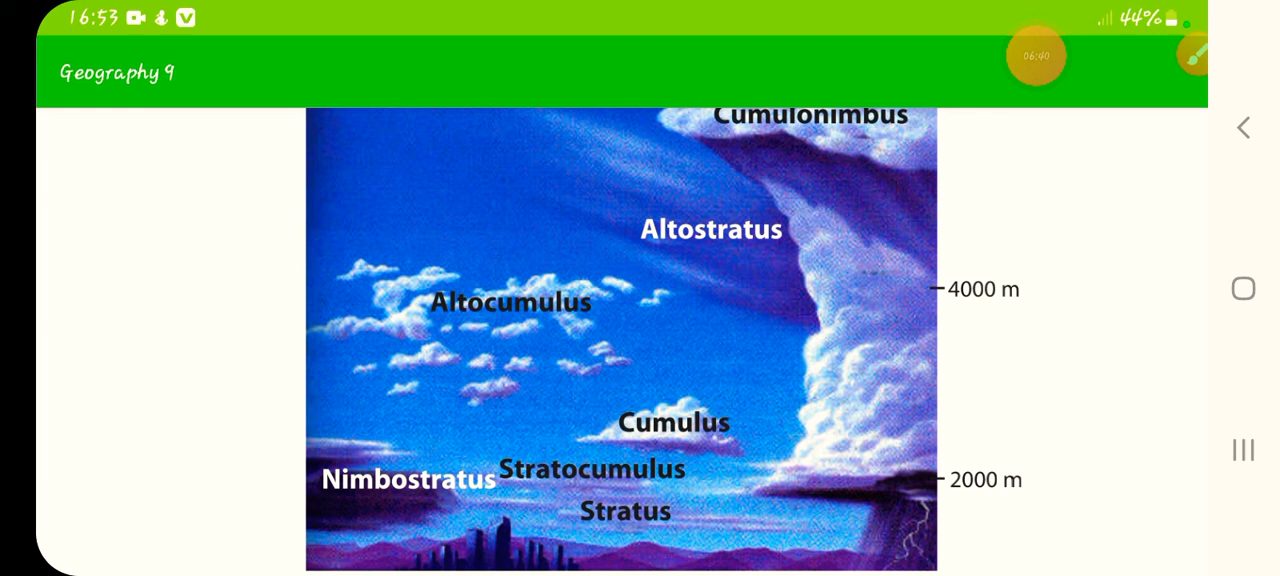 16:53
44%
Geography 9
06:40
Cumulonimbus
Altostratus
4000 m
Altocumulus
Cumulus
Stratocumulus
Nimbostratus
2000 m
Stratus